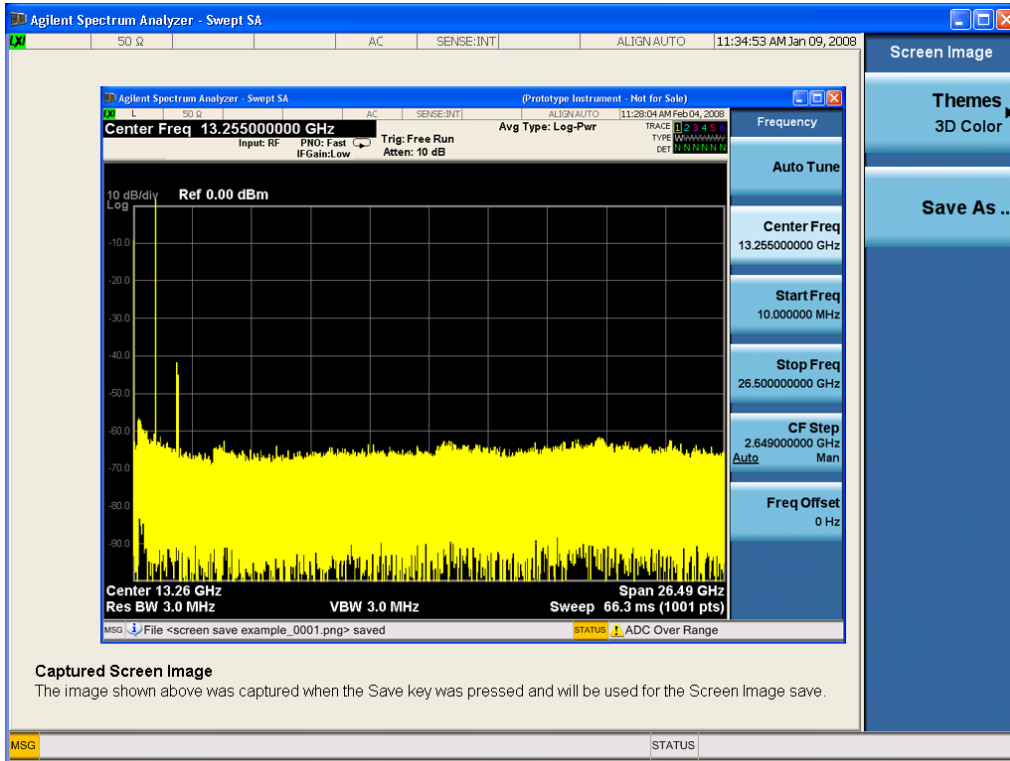 Agilent Spectrum Analyzer - Swept SA
LXI 50 Ω AC SENSE:INT ALIGN AUTO 11:34:53 AM Jan 09, 2008
Screen Image
Themes
3D Color
Save As ..
Agilent Spectrum Analyzer - Swept SA (Prototype Instrument - Not for Sale)
LXI L 50 Ω AC SENSE:INT ALIGN AUTO 11:28:04 AM Feb 04, 2008
Center Freq 13.255000000 GHz
Input: RF
PNO: Fast
IFGain:Low
Trig: Free Run
Atten: 10 dB
Avg Type: Log-Pwr
TRACE 1 2 3 4 5 6
TYPE
DET N N N N N N
Frequency
Auto Tune
Center Freq
13.255000000 GHz
Start Freq
10.000000 MHz
Stop Freq
26.500000000 GHz
CF Step
2.649000000 GHz
Auto Man
Freq Offset
0 Hz
10 dB/div Ref 0.00 dBm
Log
-10.0
-20.0
-30.0
-40.0
-50.0
-60.0
-70.0
-80.0
-90.0
Center 13.26 GHz Span 26.49 GHz
Res BW 3.0 MHz VBW 3.0 MHz Sweep 66.3 ms (1001 pts)
MSG File <screen save example_0001.png> saved STATUS ADC Over Range
Captured Screen Image
The image shown above was captured when the Save key was pressed and will be used for the Screen Image save.
MSG STATUS